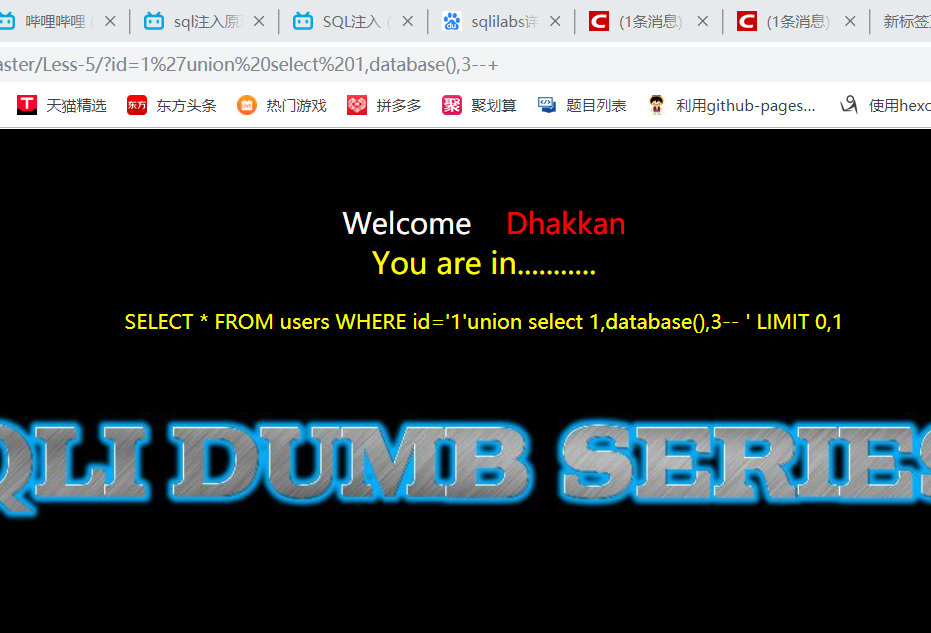 哔哩哔哩 ( sql注入原 SQL注入 ( sqlilabs详 (1条消息) (1条消息) 新标签
aster/Less-5/?id=1%27union%20select%201,database(),3--+
天猫精选 东方头条 热门游戏 拼多多 聚 聚划算 题目列表 利用github-pages... 使用hexo
Welcome Dhakkan
You are in...........
SELECT * FROM users WHERE id='1'union select 1,database(),3-- ' LIMIT 0,1
QLI DUMB SERIES